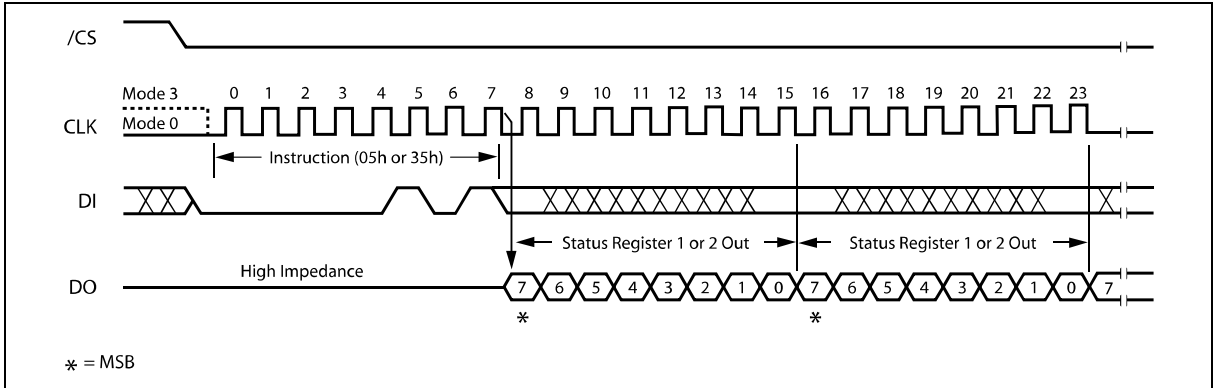 /CS
Mode 3
0 1 2 3 4 5 6 7 8 9 10 11 12 13 14 15 16 17 18 19 20 21 22 23
CLK
Mode 0
Instruction (05h or 35h)
DI
Status Register 1 or 2 Out Status Register 1 or 2 Out
High Impedance
DO
7 6 5 4 3 2 1 0 7 6 5 4 3 2 1 0 7
* *
* = MSB